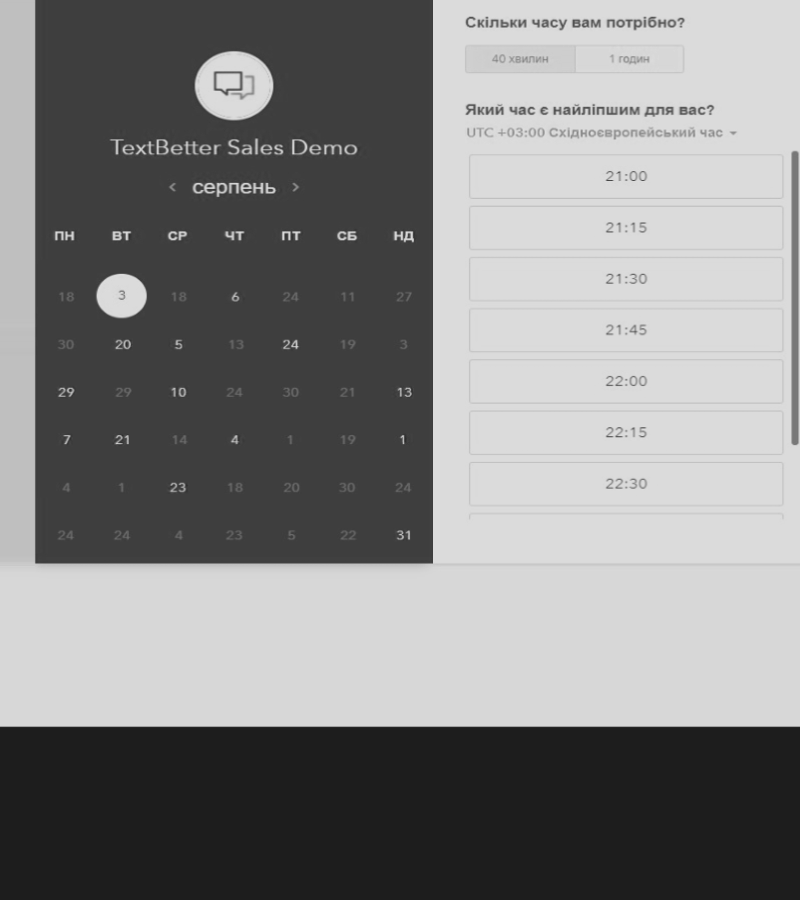 TextBetter Sales Demo
< серпень >
ПН ВТ СР ЧТ ПТ СБ НД
18 3 18 6 24 11 27
30 20 5 13 24 19 3
29 29 10 24 30 21 13
7 21 14 4 1 19 1
4 1 23 18 20 30 24
24 24 4 23 5 22 31
Скільки часу вам потрібно?
40 хвилин 1 годин
Який час є найліпшим для вас?
UTC +03:00 Східноєвропейський час
21:00
21:15
21:30
21:45
22:00
22:15
22:30